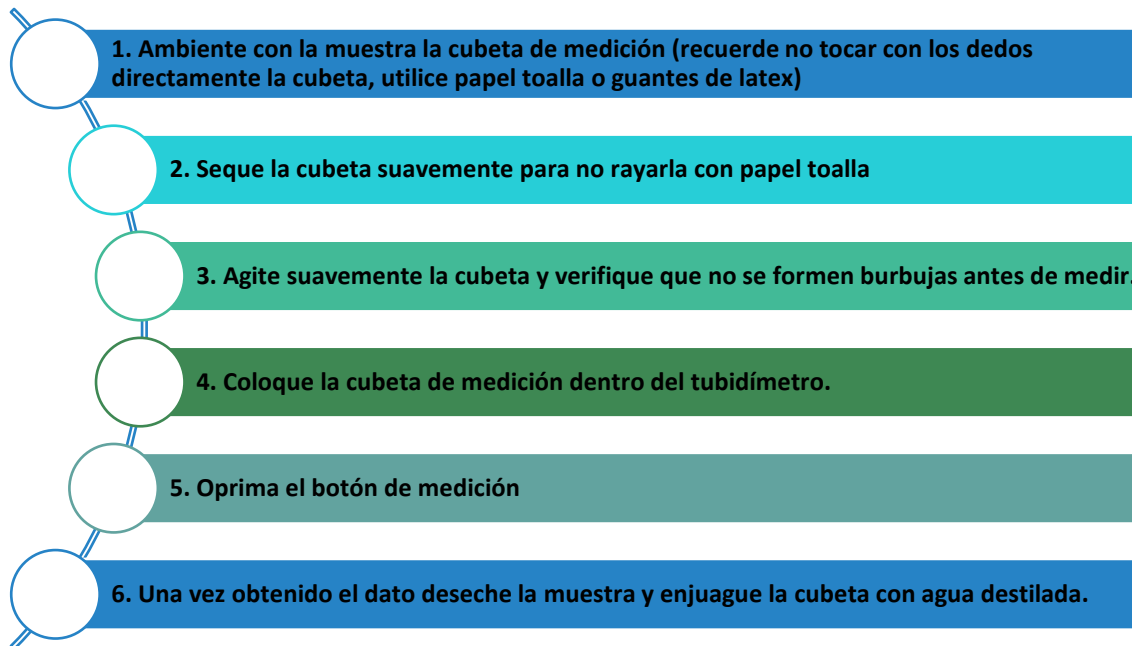 1. Ambiente con la muestra la cubeta de medición (recuerde no tocar con los dedos
directamente la cubeta, utilice papel toalla o guantes de latex)
2. Seque la cubeta suavemente para no rayarla con papel toalla
3. Agite suavemente la cubeta y verifique que no se formen burbujas antes de medir.
4. Coloque la cubeta de medición dentro del tubidímetro.
5. Oprima el botón de medición
6. Una vez obtenido el dato deseche la muestra y enjuague la cubeta con agua destilada.